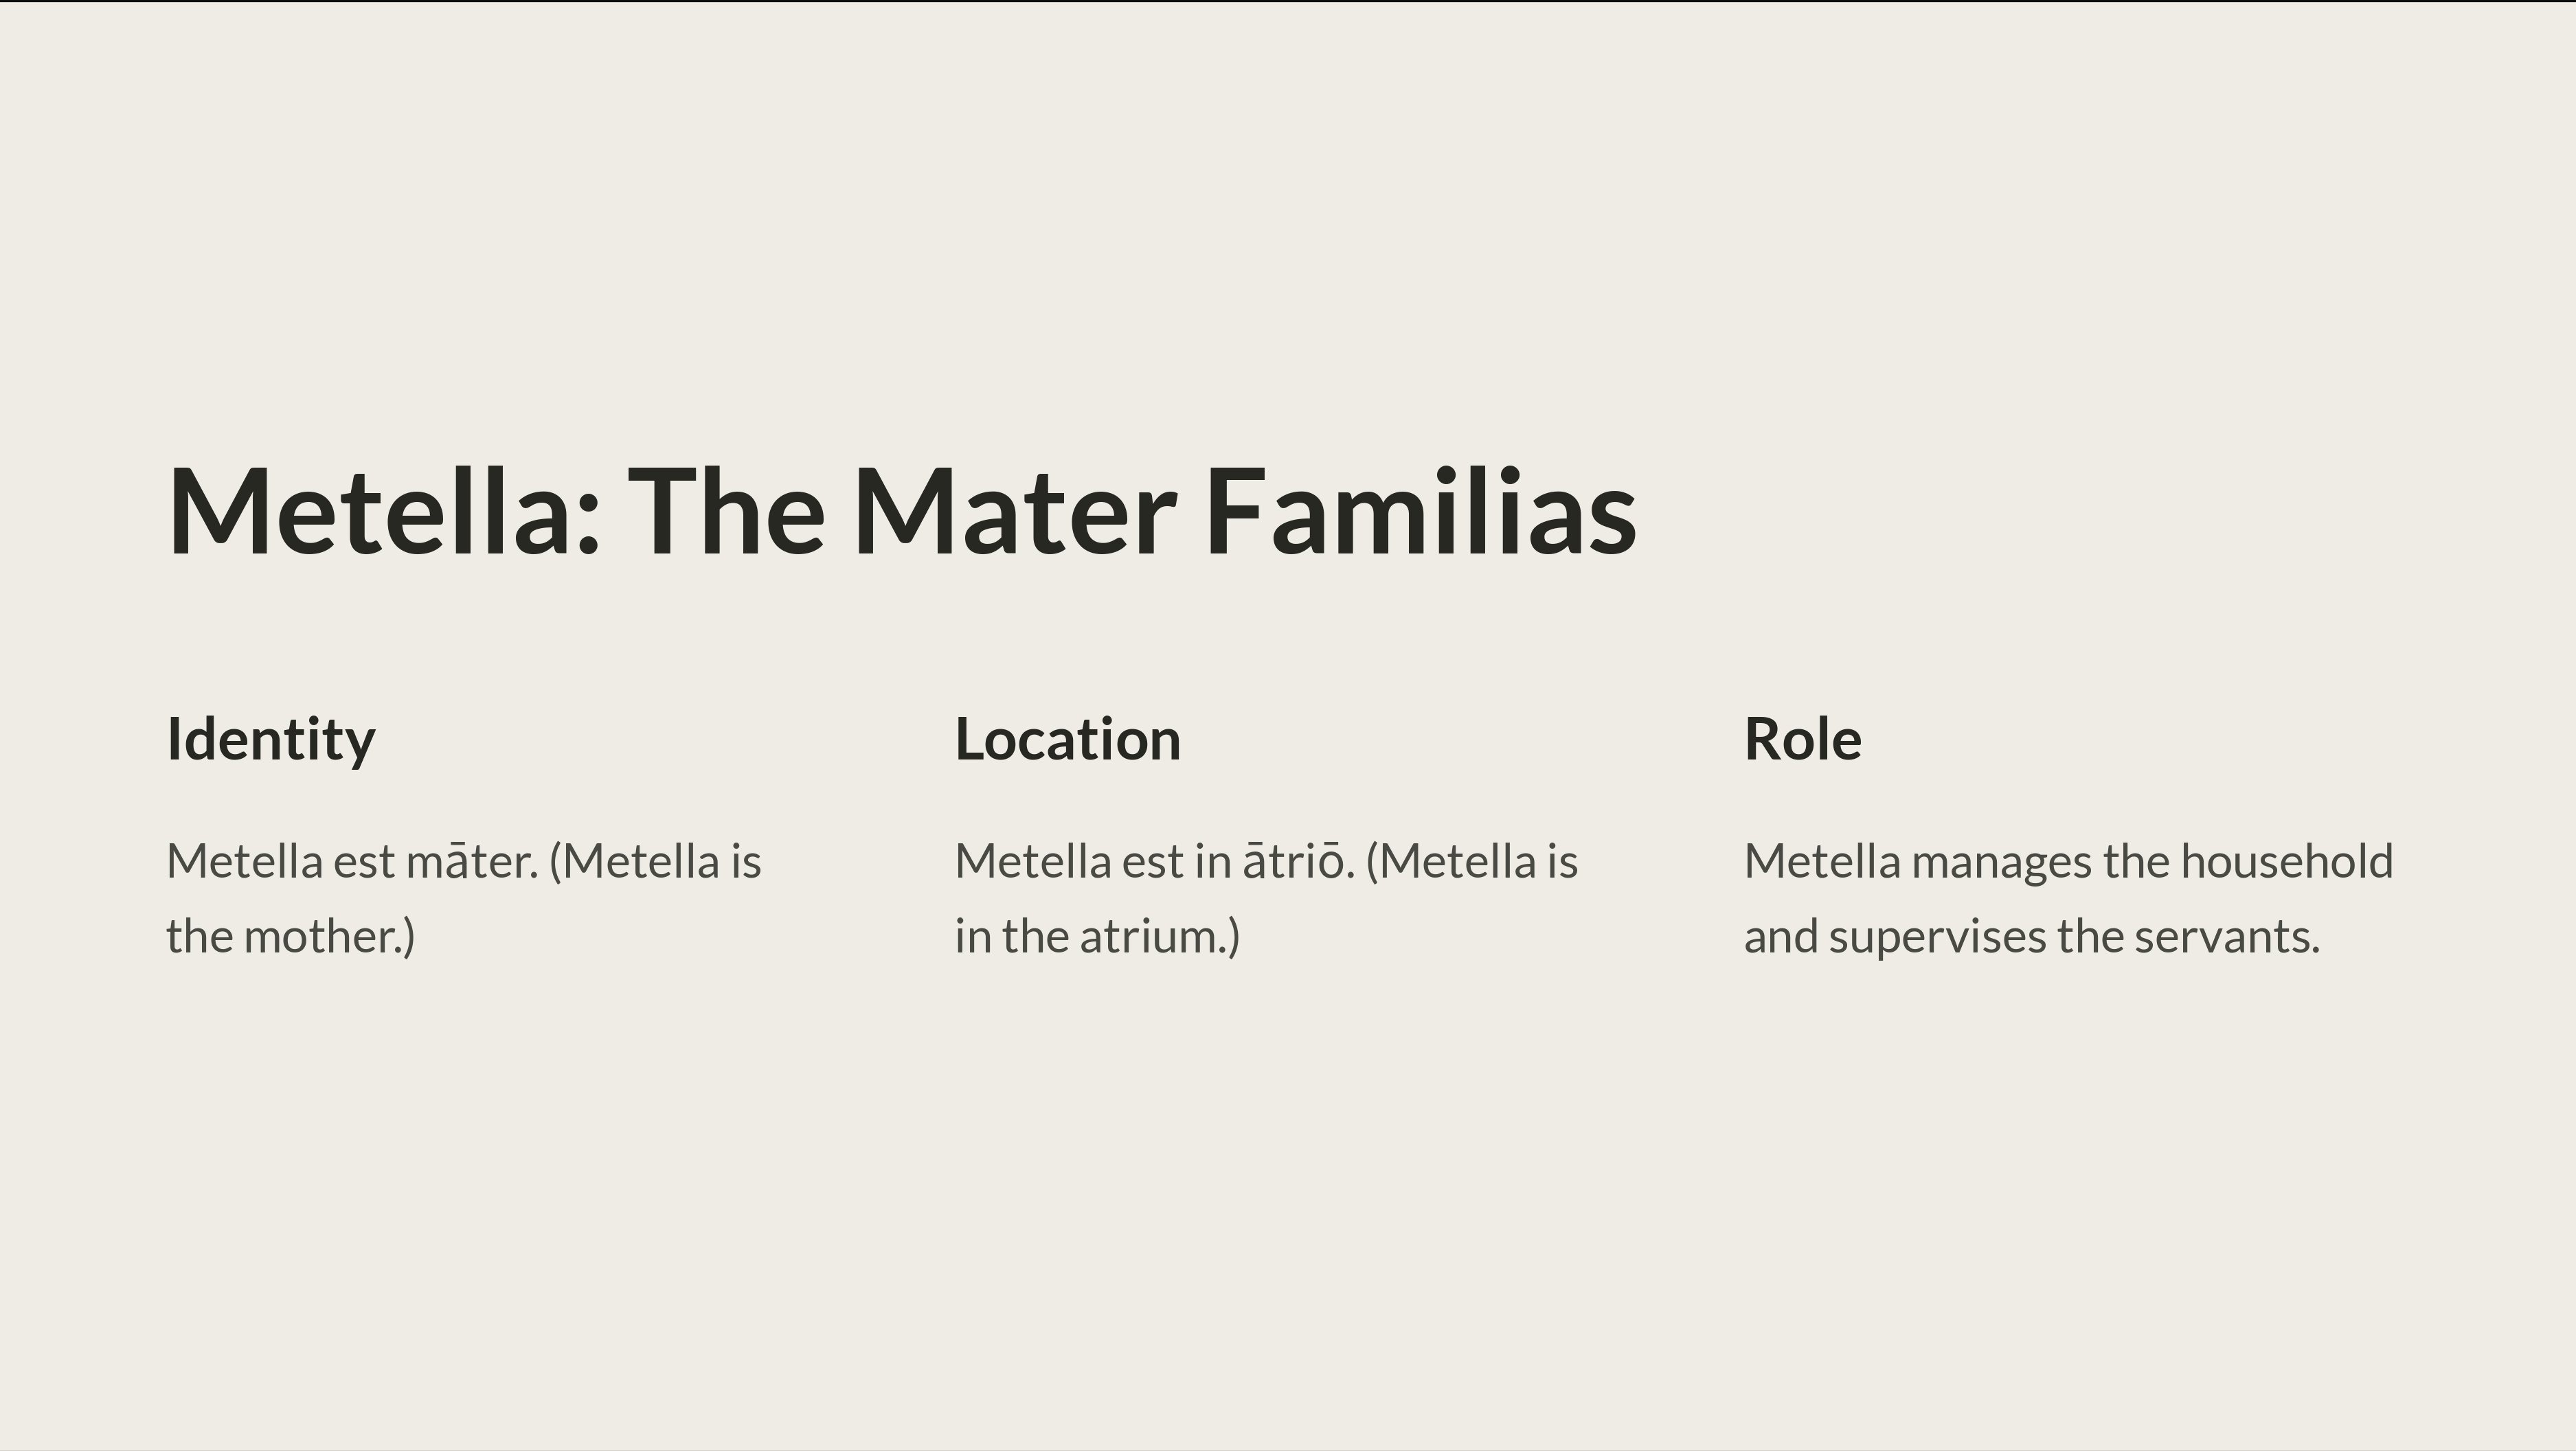 Metella: The Mater Familias
Identity
Metella est māter. (Metella is
the mother.)
Location
Metella est in ātriō. (Metella is
in the atrium.)
Role
Metella manages the household
and supervises the servants.